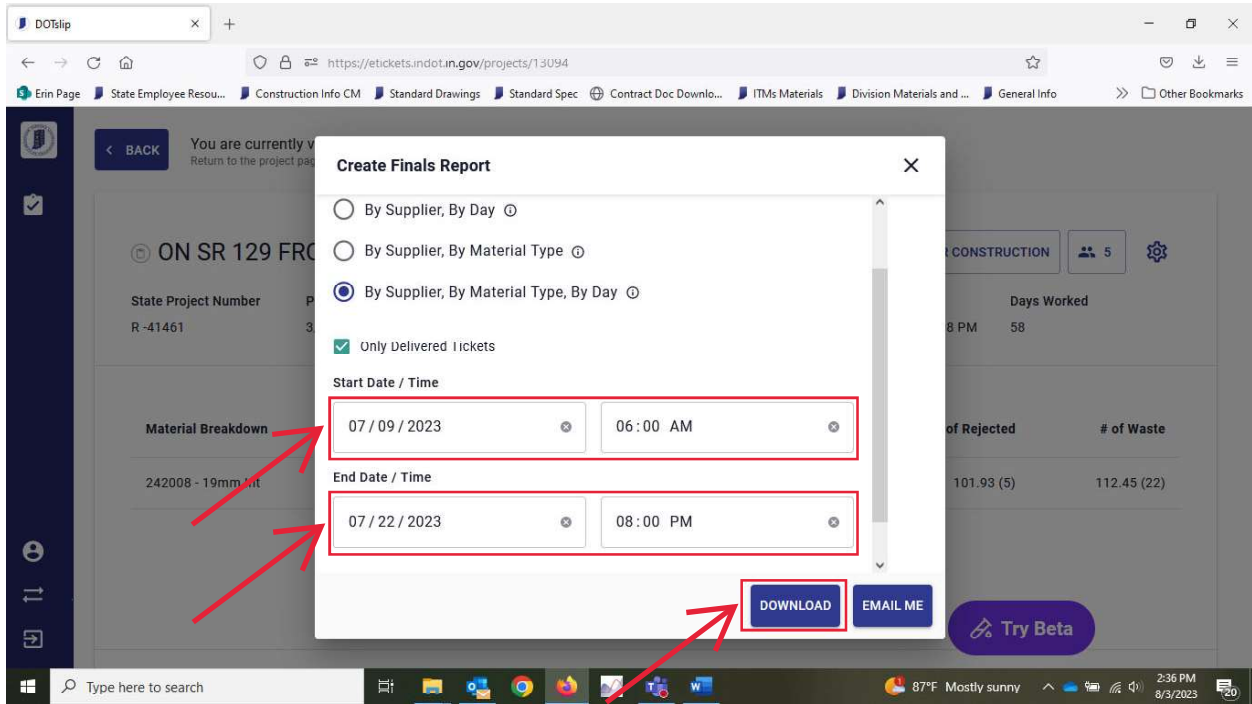 DOTslip
https://etickets.indot.in.gov/projects/13094
Erin Page State Employee Resou... Construction Info CM Standard Drawings Standard Spec Contract Doc Downlo... ITMs Materials Division Materials and ... General Info Other Bookmarks
BACK
You are currently v
Return to the project pag
Create Finals Report
By Supplier, By Day
By Supplier, By Material Type
By Supplier, By Material Type, By Day
ON SR 129 FRO
CONSTRUCTION
5
State Project Number
R -41461
3.
8 PM
Days Worked
58
Only Delivered Tickets
Start Date / Time
07 / 09 / 2023 06 : 00 AM
Material Breakdown
of Rejected
# of Waste
End Date / Time
242008 - 19mm Int
101.93 (5)
112.45 (22)
07 / 22 / 2023 08 : 00 PM
DOWNLOAD
EMAIL ME
Try Beta
Type here to search
87°F Mostly sunny
2:36 PM
8/3/2023
20